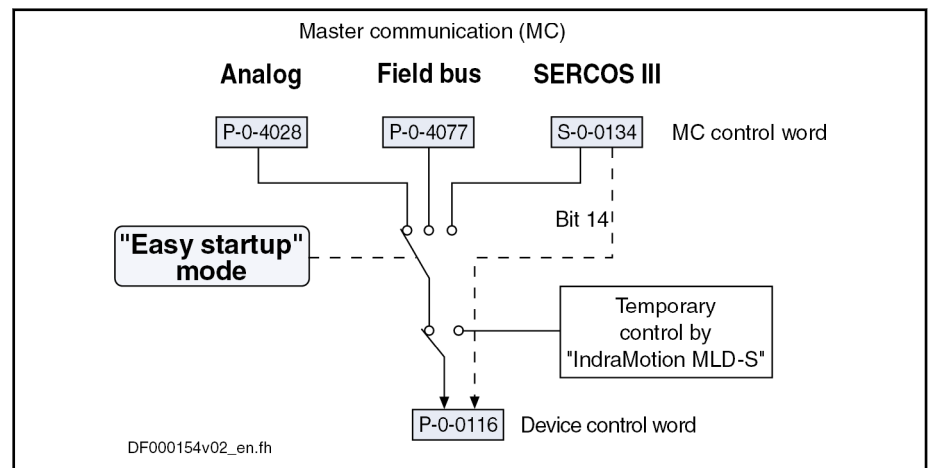 Master communication (MC)
Analog
Field bus
SERCOS III
P-0-4028
P-0-4077
S-0-0134
MC control word
Bit 14
"Easy startup"
mode
Temporary
control by
"IndraMotion MLD-S"
P-0-0116
Device control word
DF000154v02_en.fh